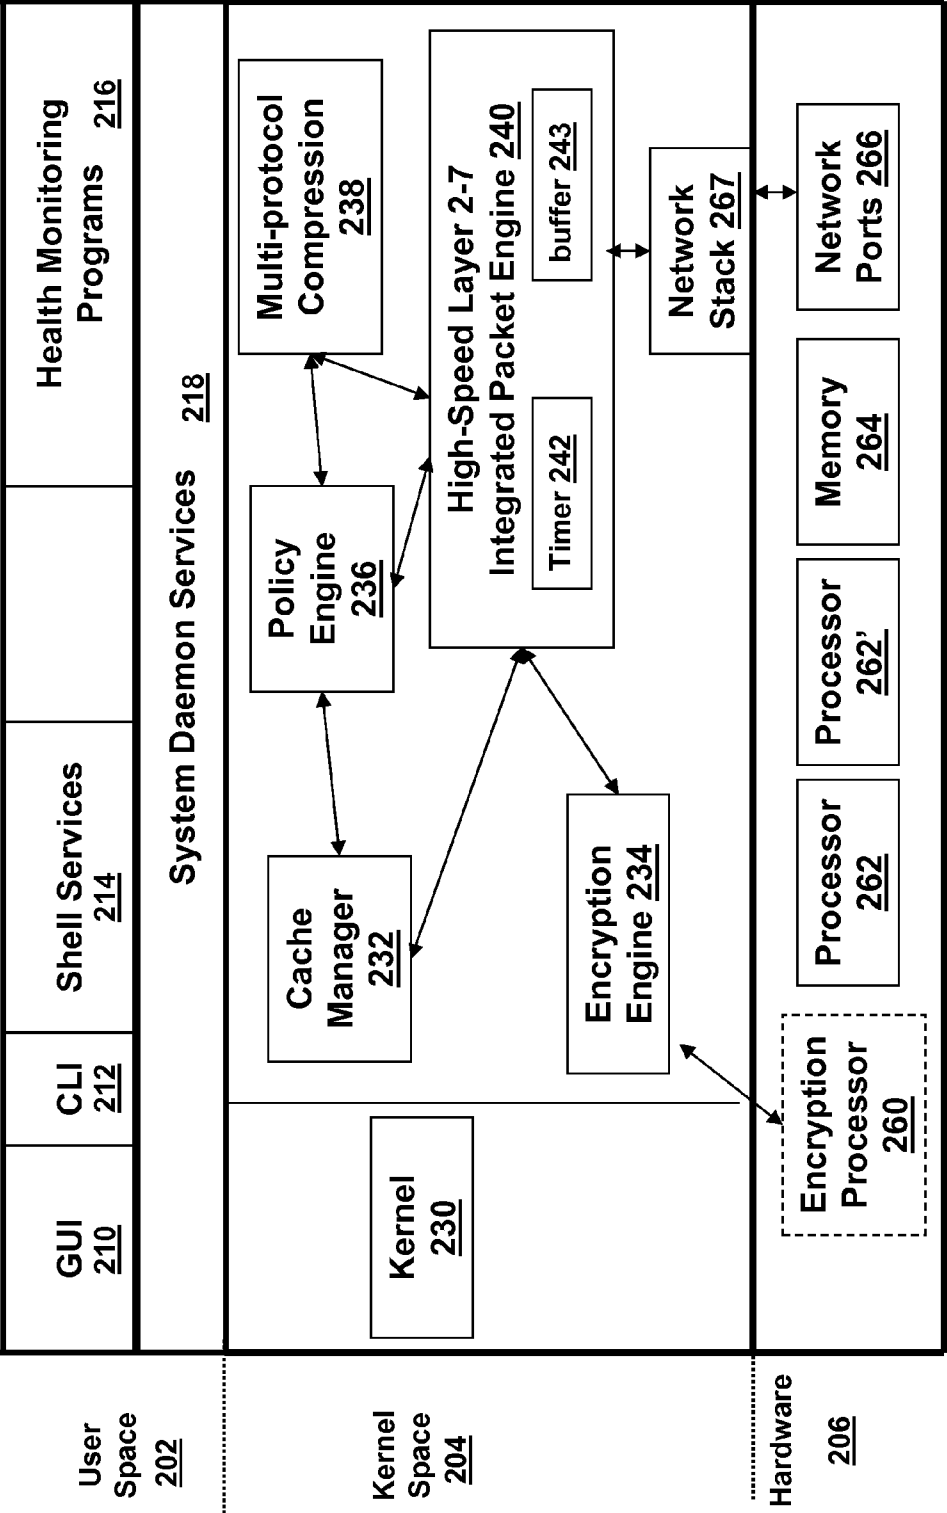 User
Space
202
GUI
210
CLI
212
Shell Services
214
Health Monitoring
Programs 216
System Daemon Services 218
Kernel
Space
204
Kernel
230
Cache
Manager
232
Policy
Engine
236
Multi-protocol
Compression
238
High-Speed Layer 2-7
Integrated Packet Engine 240
Timer 242
buffer 243
Encryption
Engine 234
Network
Stack 267
Hardware
206
Encryption
Processor
260
Processor
262
Processor
262’
Memory
264
Network
Ports 266